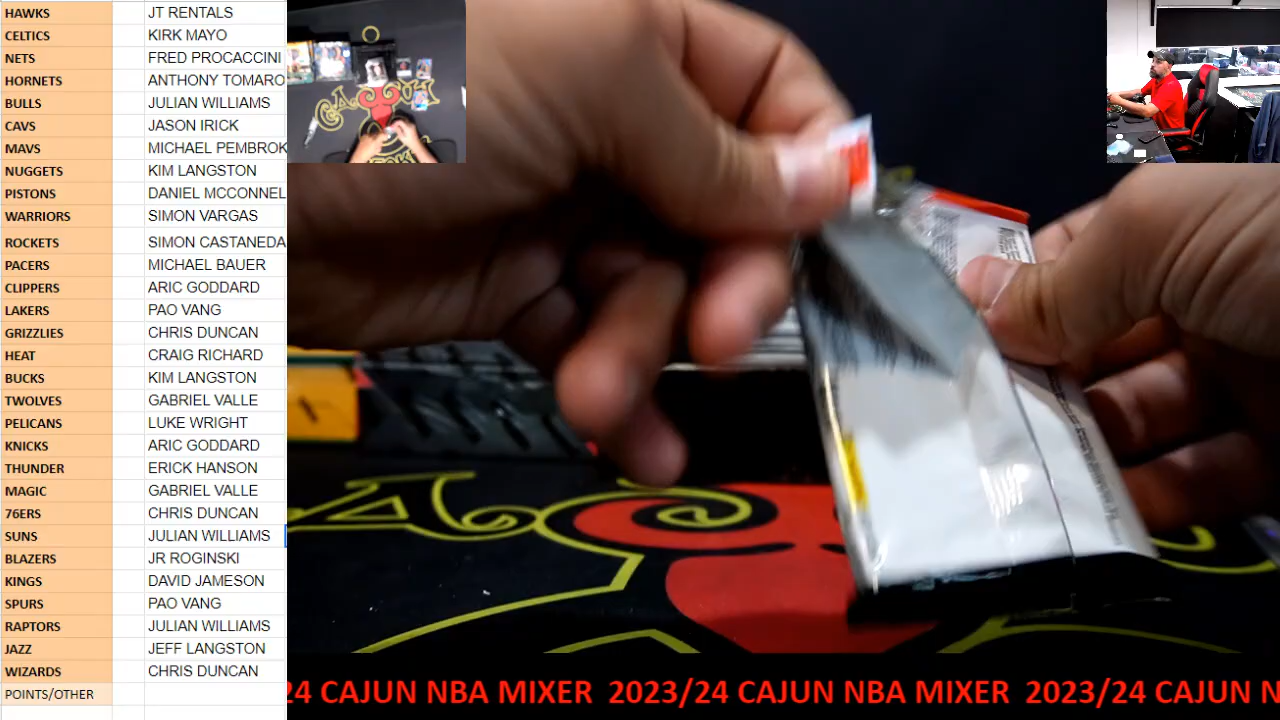 HAWKS JT RENTALS
CELTICS KIRK MAYO
NETS FRED PROCACCINI
HORNETS ANTHONY TOMARO
BULLS JULIAN WILLIAMS
CAVS JASON IRICK
MAVS MICHAEL PEMBROK
NUGGETS KIM LANGSTON
PISTONS DANIEL MCCONNEL
WARRIORS SIMON VARGAS
ROCKETS SIMON CASTANEDA
PACERS MICHAEL BAUER
CLIPPERS ARIC GODDARD
LAKERS PAO VANG
GRIZZLIES CHRIS DUNCAN
HEAT CRAIG RICHARD
BUCKS KIM LANGSTON
TWOLVES GABRIEL VALLE
PELICANS LUKE WRIGHT
KNICKS ARIC GODDARD
THUNDER ERICK HANSON
MAGIC GABRIEL VALLE
76ERS CHRIS DUNCAN
SUNS JULIAN WILLIAMS
BLAZERS JR ROGINSKI
KINGS DAVID JAMESON
SPURS PAO VANG
RAPTORS JULIAN WILLIAMS
JAZZ JEFF LANGSTON
WIZARDS CHRIS DUNCAN
POINTS/OTHER
24 CAJUN NBA MIXER 2023/24 CAJUN NBA MIXER 2023/24 CAJUN N